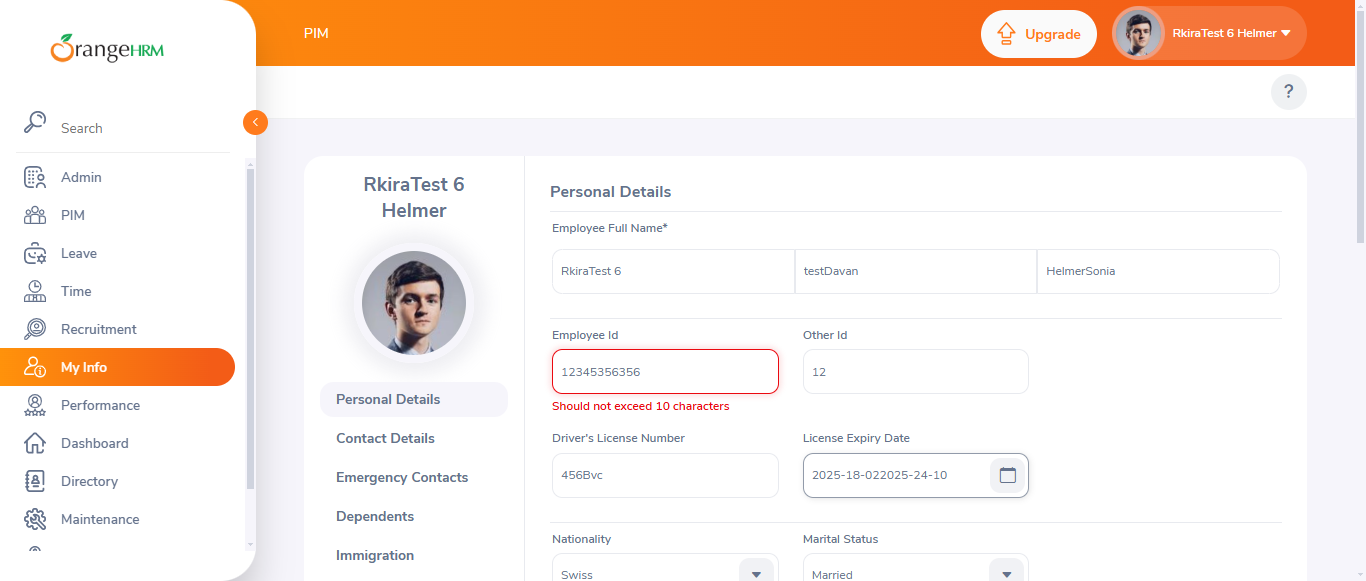 OrangeHRM
PIM
Upgrade
RkiraTest 6 Helmer
?
Search
Admin
PIM
Leave
Time
Recruitment
My Info
Performance
Dashboard
Directory
Maintenance
RkiraTest 6
Helmer
Personal Details
Contact Details
Emergency Contacts
Dependents
Immigration
Personal Details
Employee Full Name*
RkiraTest 6 testDavan HelmerSonia
Employee Id Other Id
12345356356 12
Should not exceed 10 characters
Driver's License Number License Expiry Date
456Bvc 2025-18-022025-24-10
Nationality Marital Status
Swiss Married